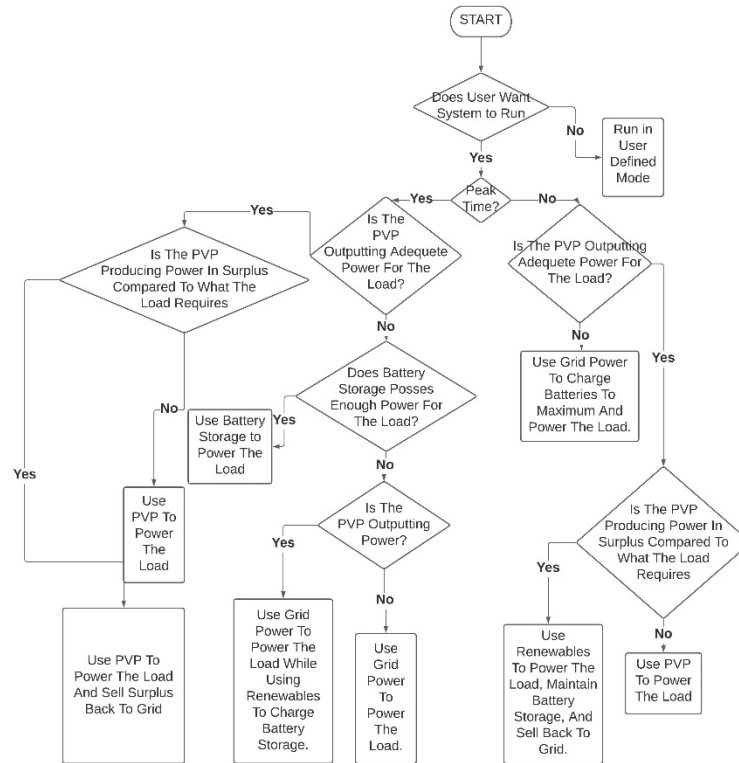 START
Does User Want
System to Run
No
Run in
User
Defined
Mode
Yes
Peak
Time?
Yes
No
Is The
PVP
Outputting Adequete
Power For The
Load?
Is The PVP Outputting
Adequete Power For
The Load?
Yes
Is The PVP
Producing Power In Surplus
Compared To What The
Load Requires
No
No
Yes
Use Grid Power
To Charge
Batteries To
Maximum And
Power The Load.
Does Battery
Storage Posses
Enough Power For
The Load?
Yes
Use Battery
Storage to
Power The
Load
No
Yes
No
Use
PVP To
Power
The
Load
Is The
PVP Outputting
Power?
Is The PVP
Producing Power In
Surplus Compared To
What The Load
Requires
Yes
No
Yes
No
Use PVP To
Power The Load
And Sell Surplus
Back To Grid
Use Grid
Power To
Power The
Load While
Using
Renewables
To Charge
Battery
Storage.
Use
Grid
Power
To
Power
The
Load.
Use
Renewables
To Power The
Load, Maintain
Battery
Storage, And
Sell Back To
Grid.
Use PVP
To Power
The Load